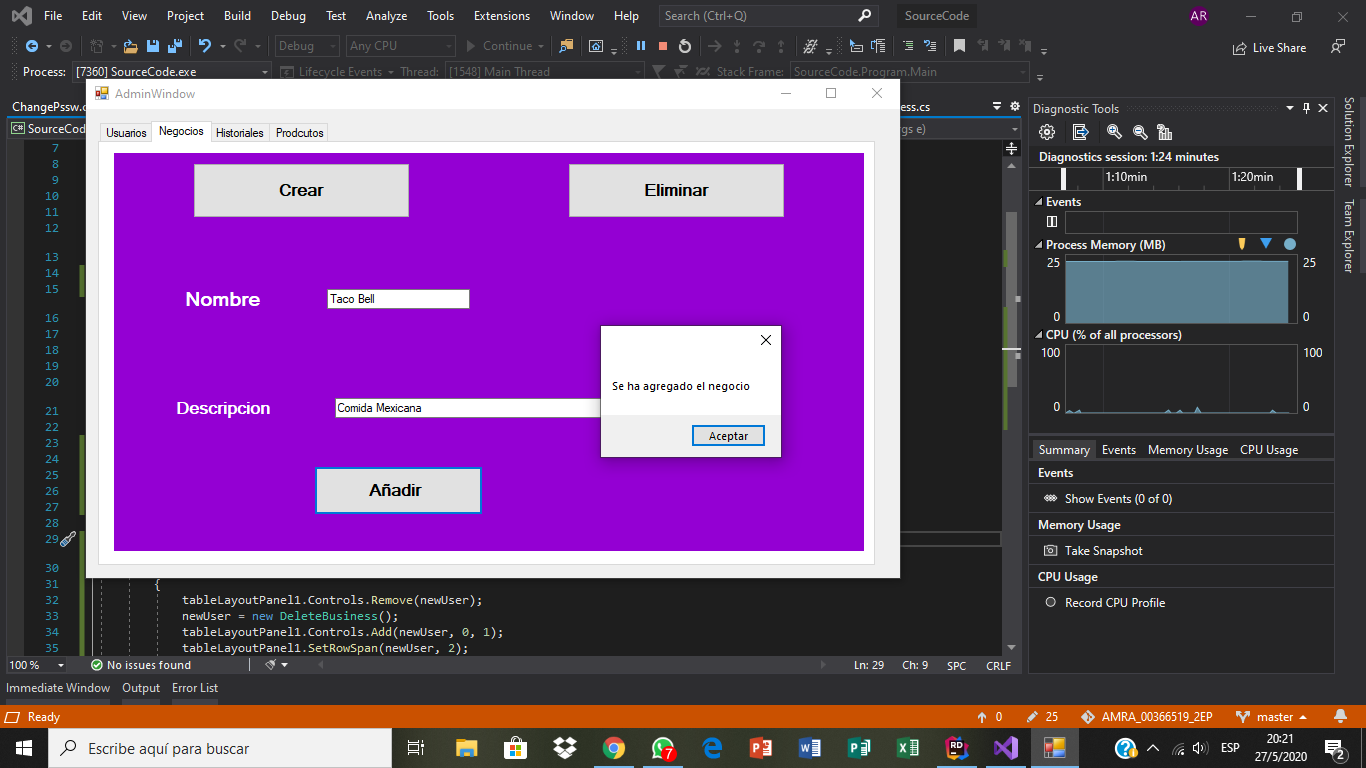 File Edit View Project Build Debug Test Analyze Tools Extensions Window Help Search (Ctrl+Q) SourceCode AR
Debug Any CPU Continue Live Share
Process: [7360] SourceCode.exe Lifecycle Events Thread: [1548] Main Thread Stack Frame: SourceCode.Program.Main
AdminWindow
ChangePssw.c ess.cs
C# SourceCod gs e)
Usuarios Negocios Historiales Prodcutos
Crear Eliminar
Nombre Taco Bell
Descripcion Comida Mexicana
Añadir
Se ha agregado el negocio
Aceptar
7
8
9
10
11
12
13
14
15
16
17
18
19
20
21
22
23
24
25
26
27
28
29
30
31 {
32 tableLayoutPanel1.Controls.Remove(newUser);
33 newUser = new DeleteBusiness();
34 tableLayoutPanel1.Controls.Add(newUser, 0, 1);
35 tableLayoutPanel1.SetRowSpan(newUser, 2);
100 % No issues found Ln: 29 Ch: 9 SPC CRLF
Diagnostic Tools
Diagnostics session: 1:24 minutes
1:10min 1:20min
Events
Process Memory (MB)
25 25
0 0
CPU (% of all processors)
100 100
0 0
Summary Events Memory Usage CPU Usage
Events
Show Events (0 of 0)
Memory Usage
Take Snapshot
CPU Usage
Record CPU Profile
Solution Explorer
Team Explorer
Immediate Window Output Error List
Ready 0 25 AMRA_00366519_2EP master
Escribe aquí para buscar 7 RD ESP 20:21
27/5/2020 2